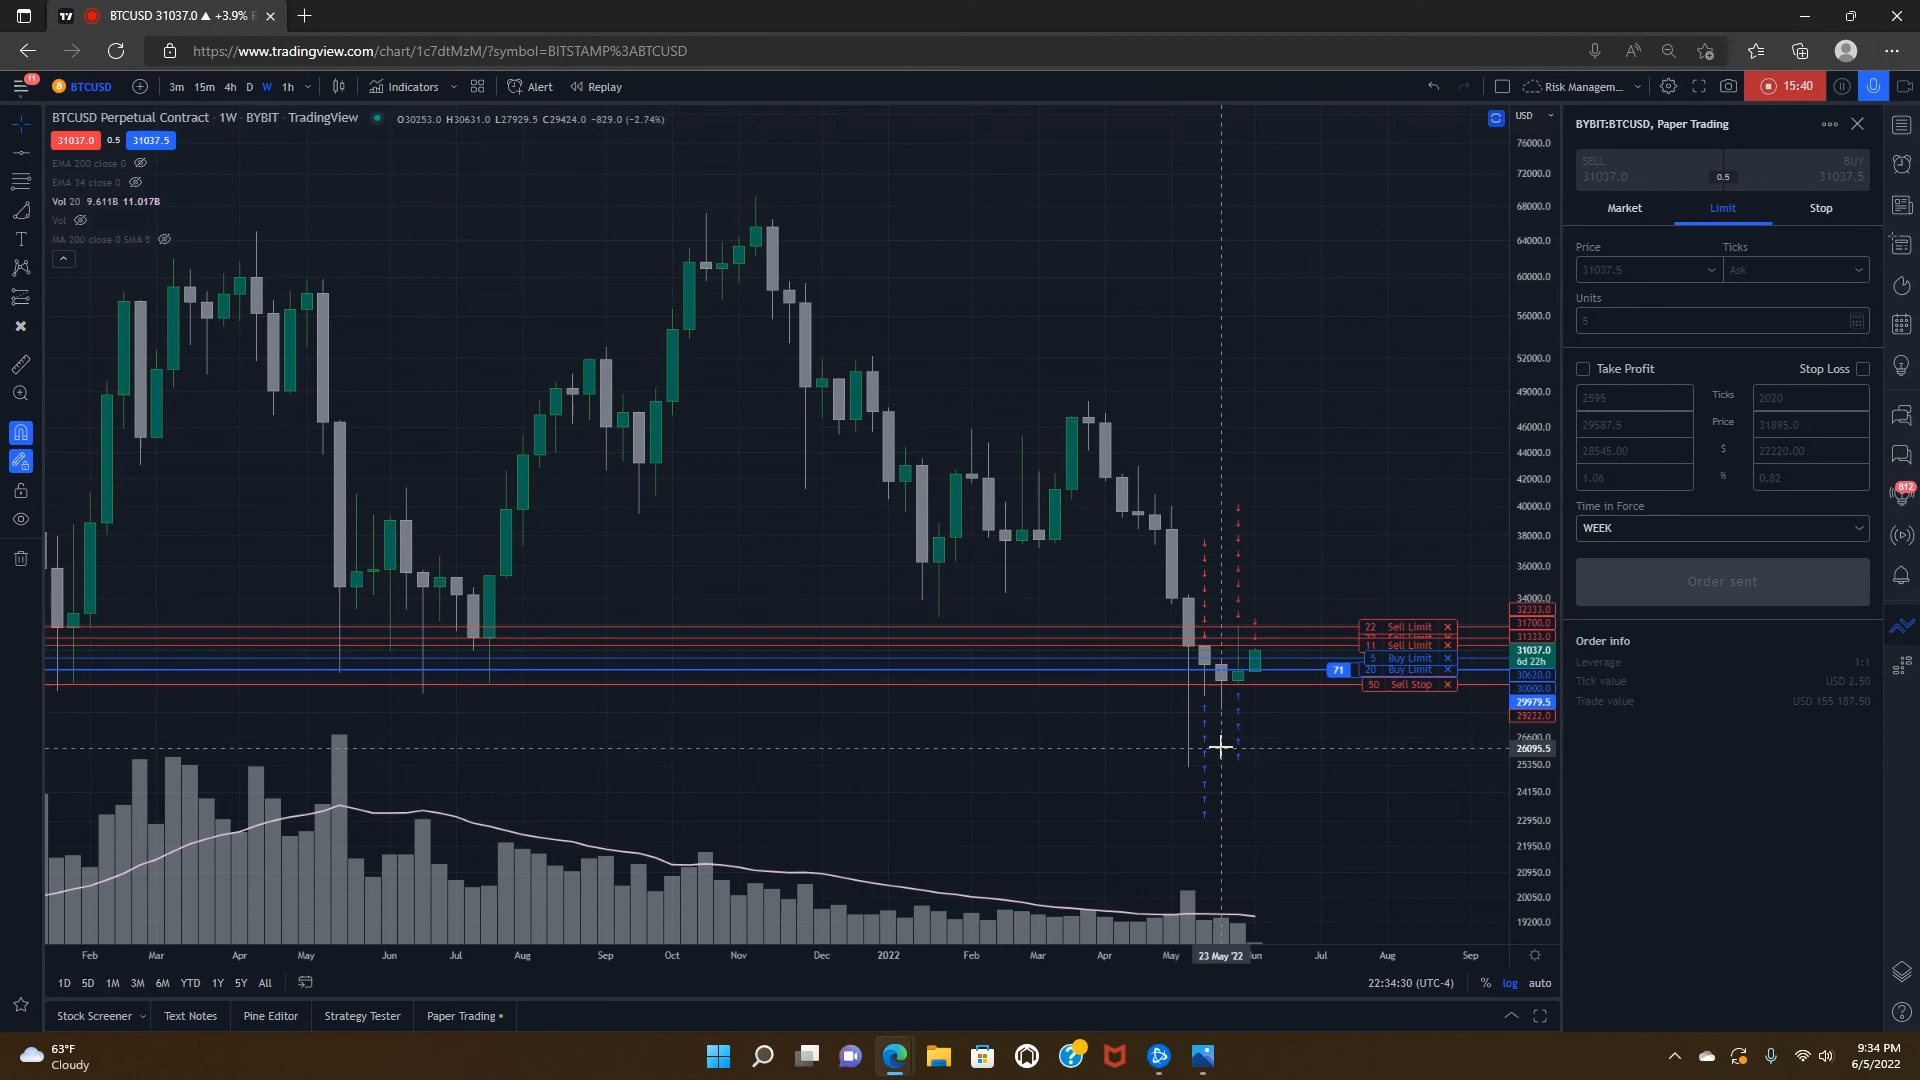 BTCUSD 31037.0 ▲ +3.9%
https://www.tradingview.com/chart/1c7dtMzM/?symbol=BITSTAMP%3ABTCUSD
11
BTCUSD
3m 15m 4h D W 1h
Indicators
Alert
Replay
Risk Managem...
15:40
BTCUSD Perpetual Contract · 1W · BYBIT · TradingView
O30253.0 H30631.0 L27929.5 C29424.0 −829.0 (−2.74%)
31037.0 0.5 31037.5
EMA 200 close 0
EMA 34 close 0
Vol 20 9.611B 11.017B
Vol
MA 200 close 0 SMA 5
USD
76000.0
72000.0
68000.0
64000.0
60000.0
56000.0
52000.0
49000.0
46000.0
44000.0
42000.0
40000.0
38000.0
36000.0
34000.0
32333.0
31700.0
31333.0
31037.0
6d 22h
30620.0
30000.0
29979.5
29222.0
26600.0
26095.5
25350.0
24150.0
22950.0
21950.0
20950.0
20050.0
19200.0
22 Sell Limit
11 Sell Limit
5 Buy Limit
71 20 Buy Limit
50 Sell Stop
Feb Mar Apr May Jun Jul Aug Sep Oct Nov Dec 2022 Feb Mar Apr May 23 May '22 Jul Aug Sep
1D 5D 1M 3M 6M YTD 1Y 5Y All
22:34:30 (UTC-4)
% log auto
Stock Screener
Text Notes
Pine Editor
Strategy Tester
Paper Trading
BYBIT:BTCUSD, Paper Trading
SELL BUY
31037.0 0.5 31037.5
Market Limit Stop
Price Ticks
31037.5 Ask
Units
5
Take Profit Stop Loss
2595 Ticks 2020
29587.5 Price 31895.0
28545.00 $ 22220.00
1.06 % 0.82
Time in Force
WEEK
Order sent
Order info
Leverage 1:1
Tick value USD 2.50
Trade value USD 155 187.50
812
63°F
Cloudy
9:34 PM
6/5/2022